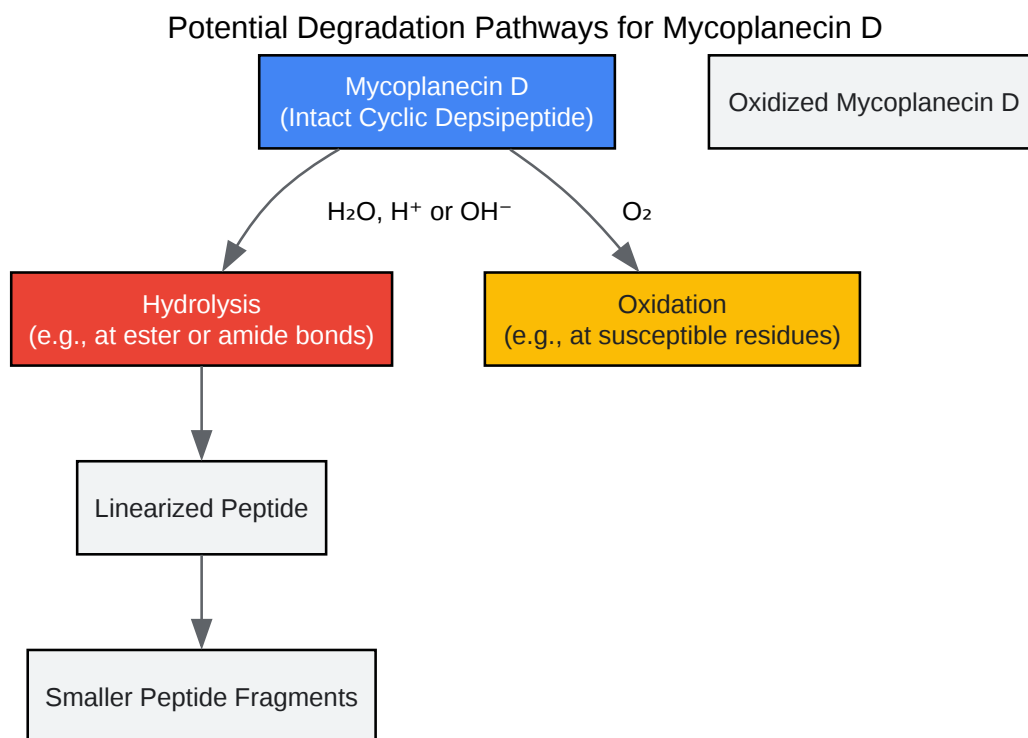 Potential Degradation Pathways for Mycoplanecin D
Mycoplanecin D
(Intact Cyclic Depsipeptide)
Oxidized Mycoplanecin D
H₂O, H⁺ or OH⁻
O₂
Hydrolysis
(e.g., at ester or amide bonds)
Oxidation
(e.g., at susceptible residues)
Linearized Peptide
Smaller Peptide Fragments